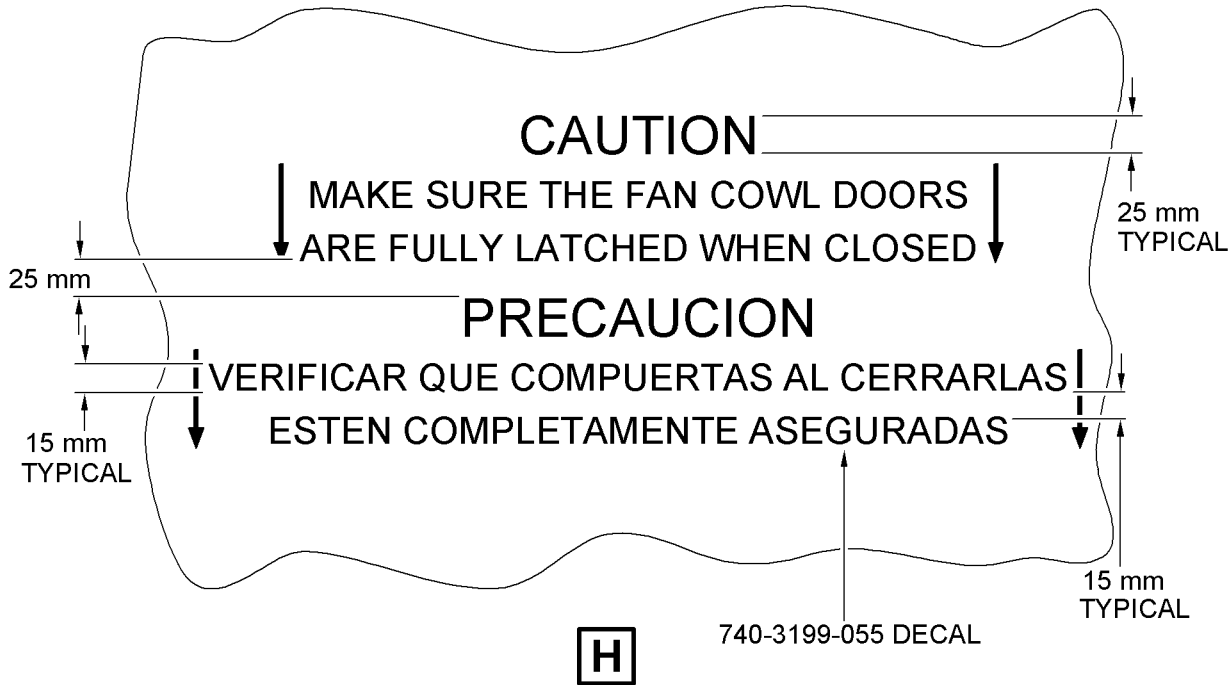 CAUTION
MAKE SURE THE FAN COWL DOORS
ARE FULLY LATCHED WHEN CLOSED
25 mm
TYPICAL
25 mm
PRECAUCION
VERIFICAR QUE COMPUERTAS AL CERRARLAS
ESTEN COMPLETAMENTE ASEGURADAS
15 mm
TYPICAL
15 mm
TYPICAL
740-3199-055 DECAL
H